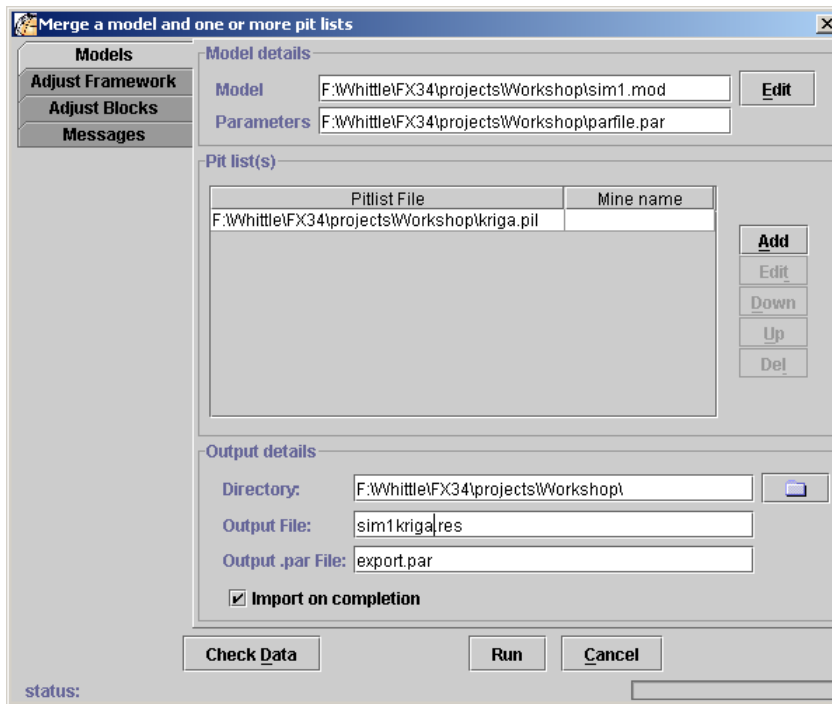 Merge a model and one or more pit lists
Models
Adjust Framework
Adjust Blocks
Messages
Model details
Model F:\Whittle\FX34\projects\Workshop\sim1.mod Edit
Parameters F:\Whittle\FX34\projects\Workshop\parfile.par
Pit list(s)
Pitlist File Mine name
F:\Whittle\FX34\projects\Workshop\kriga.pil
Add
Edit
Down
Up
Del
Output details
Directory: F:\Whittle\FX34\projects\Workshop\
Output File: sim1kriga.res
Output .par File: export.par
Import on completion
Check Data Run Cancel
status: